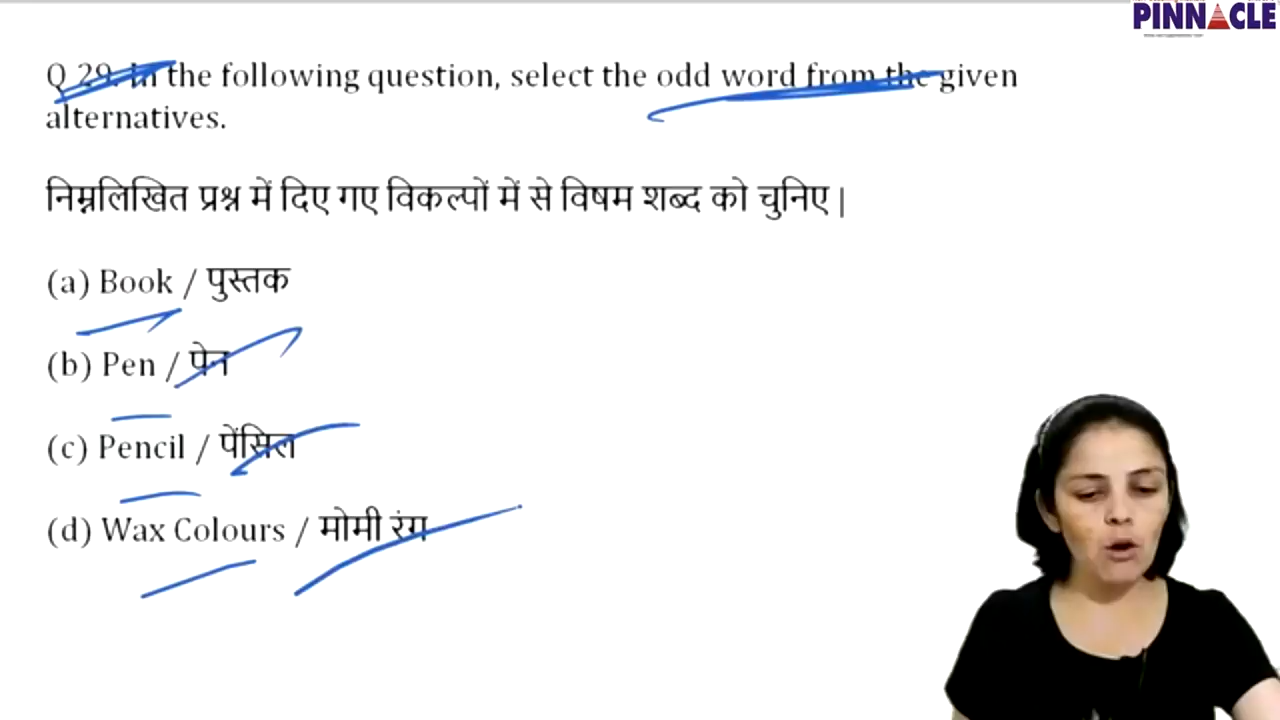 PINNACLE
Q 29. In the following question, select the odd word from the given
alternatives.
निम्नलिखित प्रश्न में दिए गए विकल्पों में से विषम शब्द को चुनिए |
(a) Book / पुस्तक
(b) Pen / पेन
(c) Pencil / पेंसिल
(d) Wax Colours / मोमी रंग